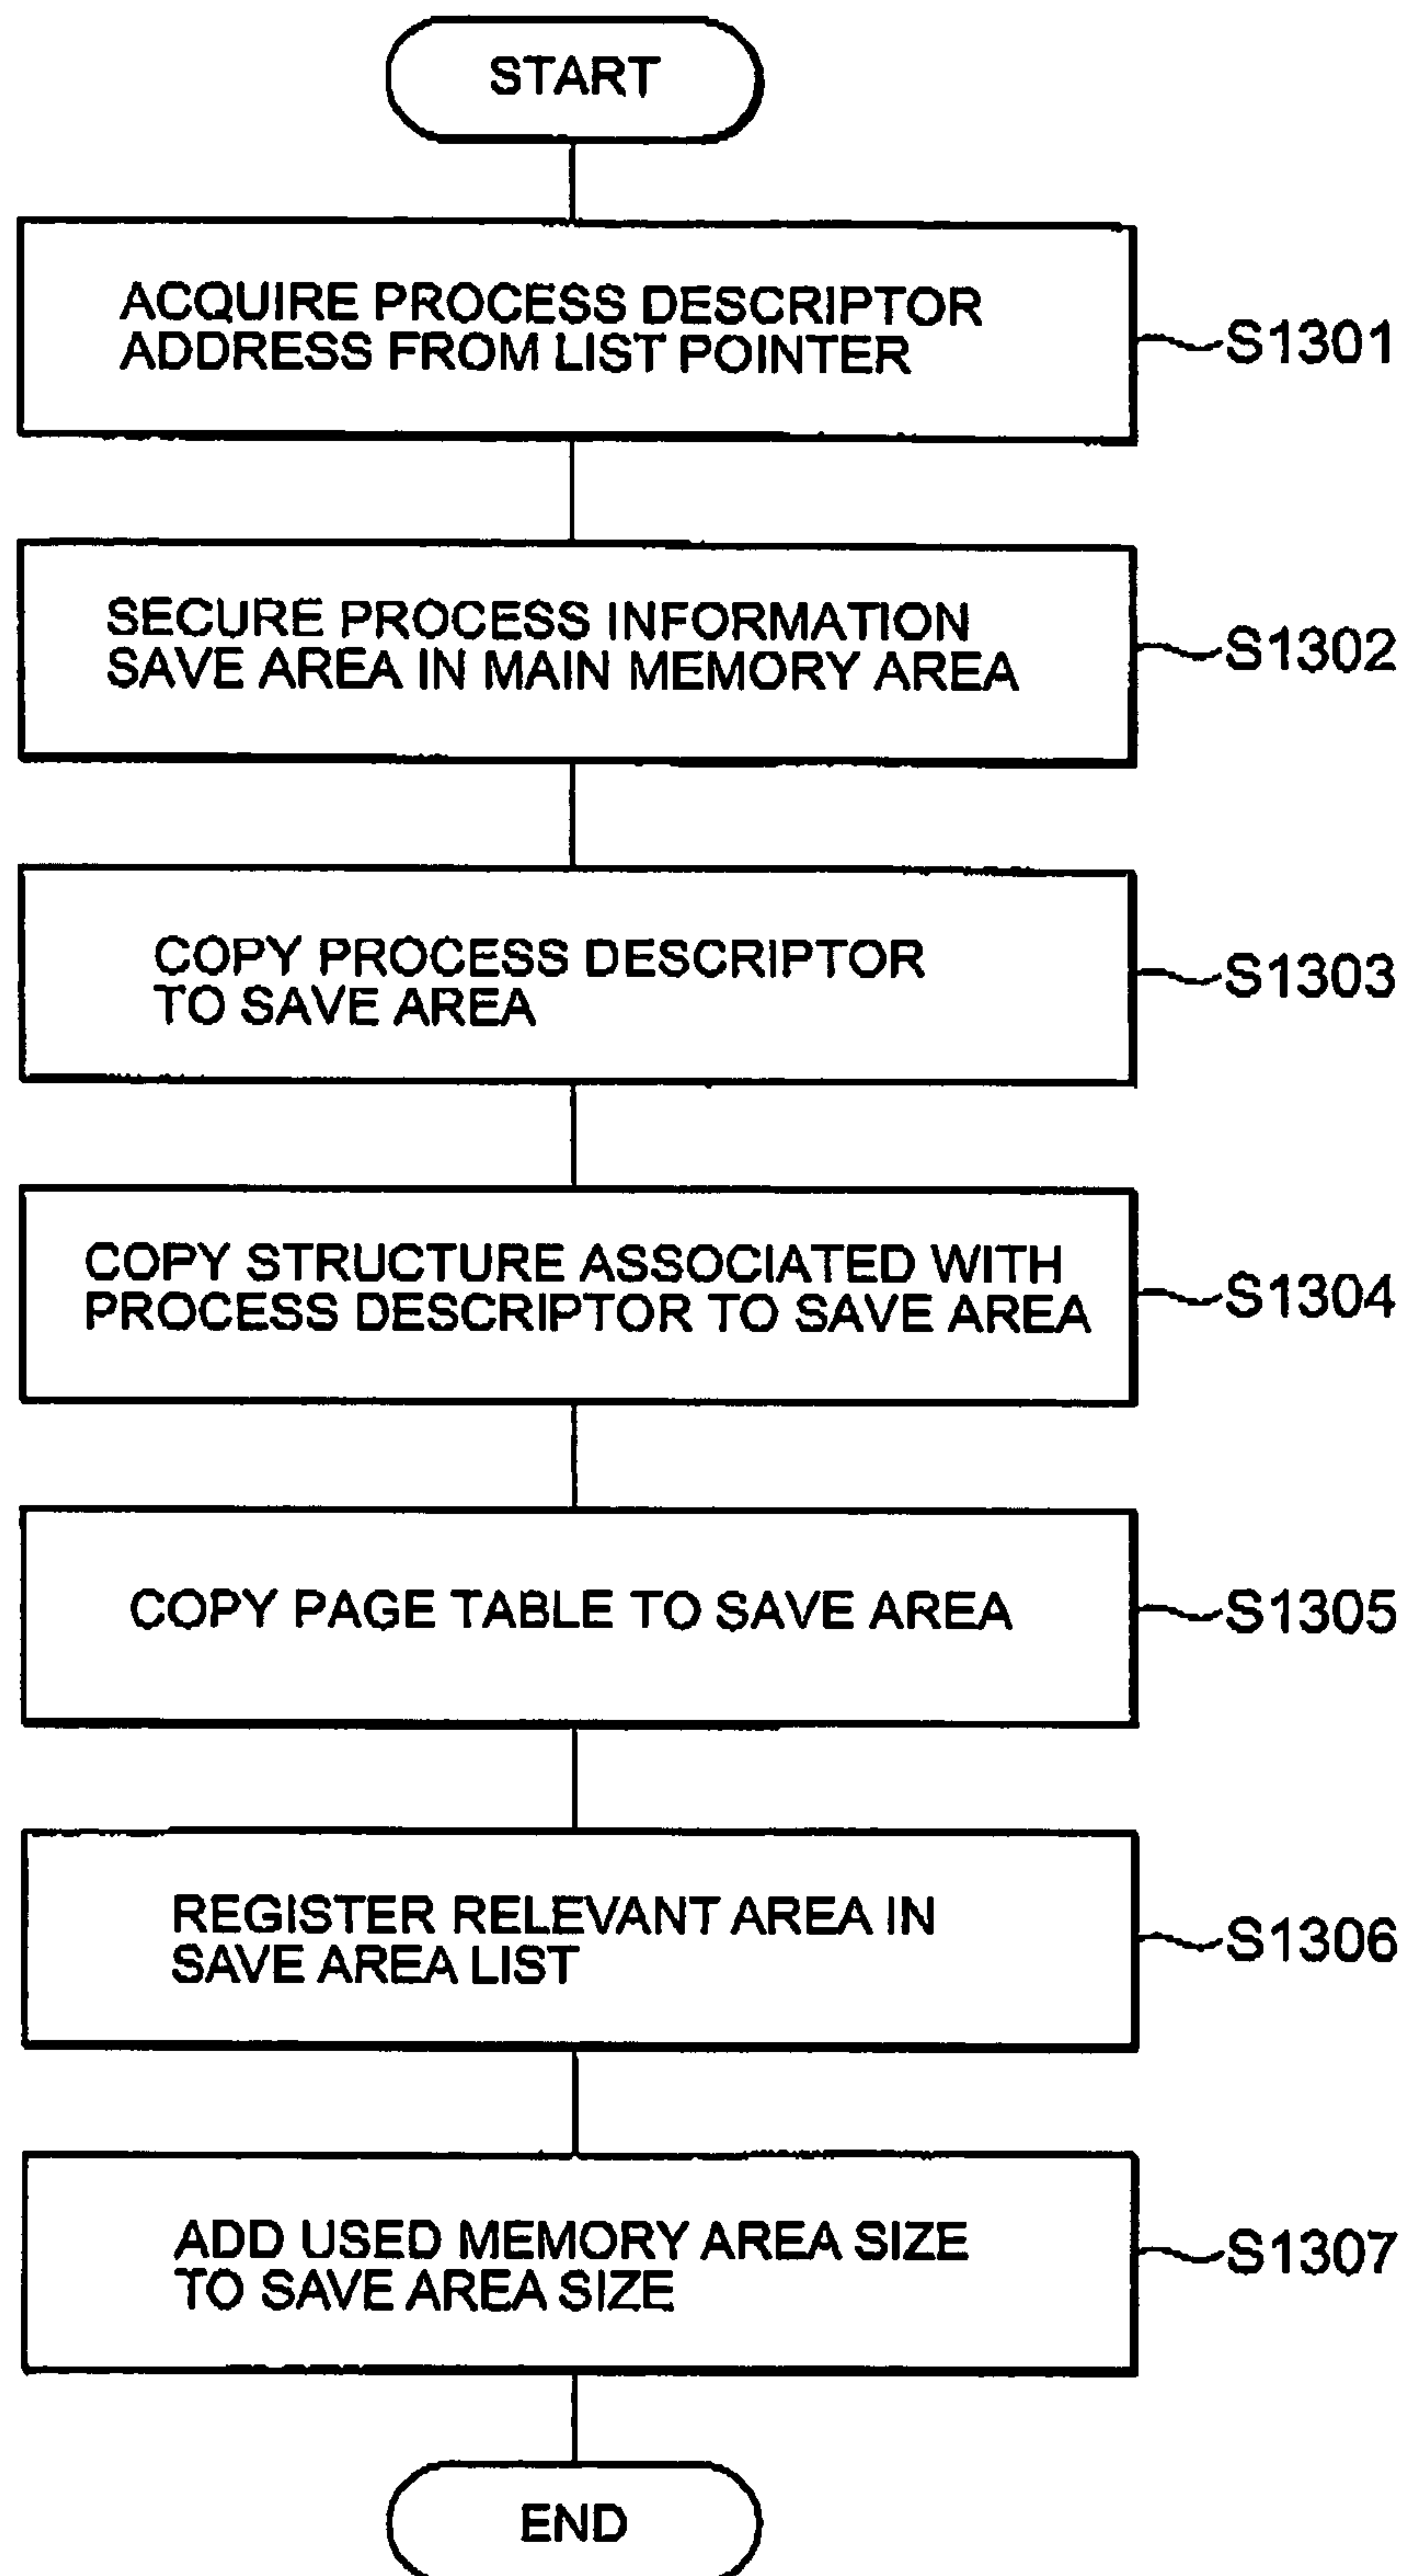 START
ACQUIRE PROCESS DESCRIPTOR
ADDRESS FROM LIST POINTER
S1301
SECURE PROCESS INFORMATION
SAVE AREA IN MAIN MEMORY AREA
S1302
COPY PROCESS DESCRIPTOR
TO SAVE AREA
S1303
COPY STRUCTURE ASSOCIATED WITH
PROCESS DESCRIPTOR TO SAVE AREA
S1304
COPY PAGE TABLE TO SAVE AREA
S1305
REGISTER RELEVANT AREA IN
SAVE AREA LIST
S1306
ADD USED MEMORY AREA SIZE
TO SAVE AREA SIZE
S1307
END